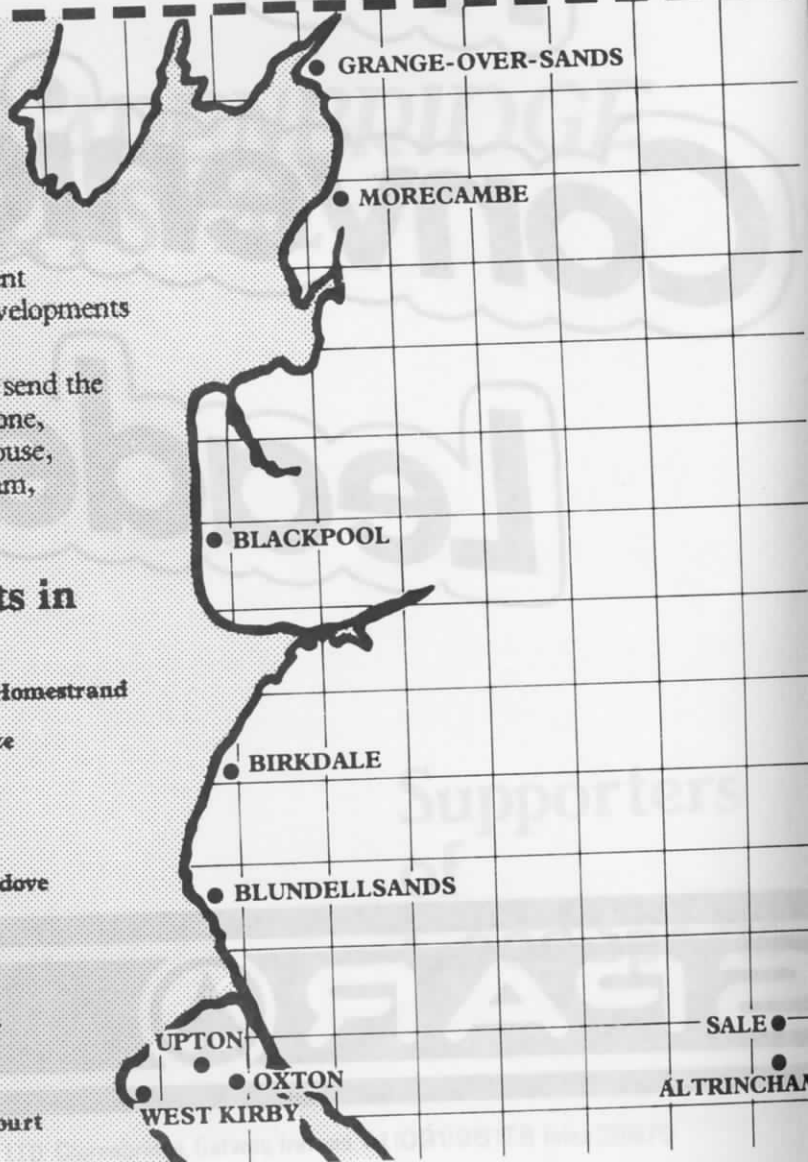 GRANGE-OVER-SANDS
MORECAMBE
nt
velopments
send the
one,
ouse,
am,
BLACKPOOL
ts in
Homestrand
BIRKDALE
dove
BLUNDELLSANDS
SALE
UPTON
OXTON
ALTRINCHAM
WEST KIRBY
ourt
Supporters
of